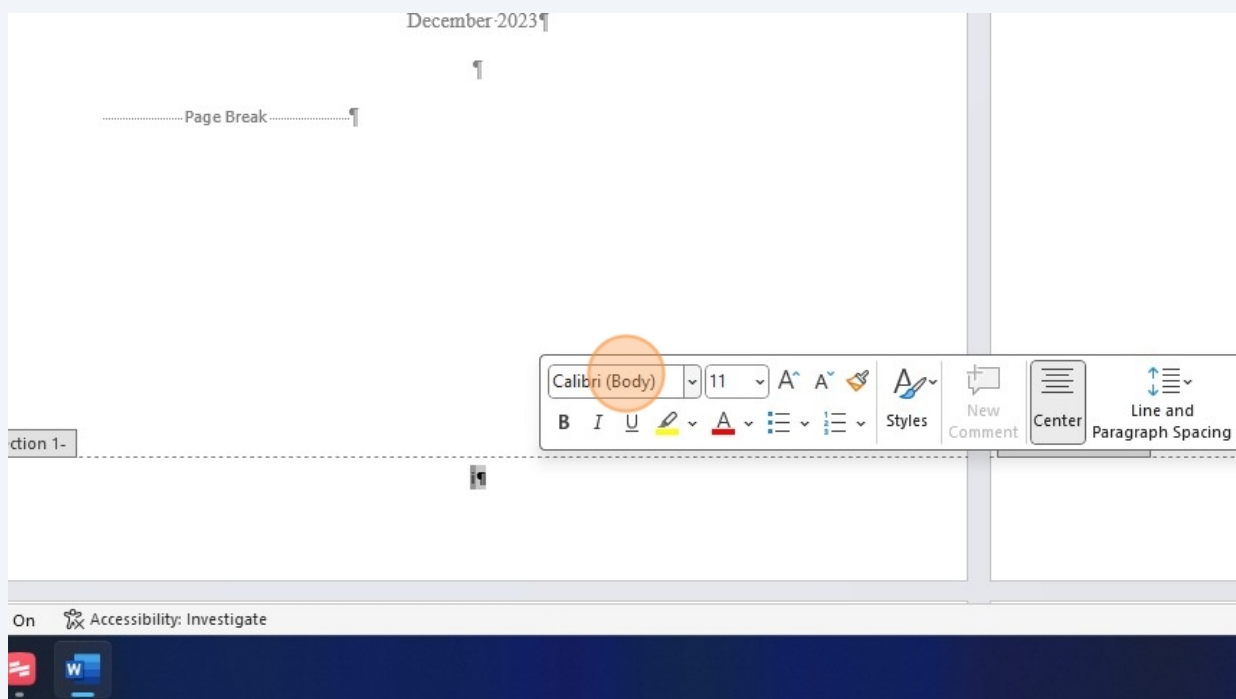 December·2023¶
¶
Page Break ¶
Calibri (Body) 11 A A
B I U A Styles New Comment Center Line and Paragraph Spacing
ction 1-
i¶
On Accessibility: Investigate
W